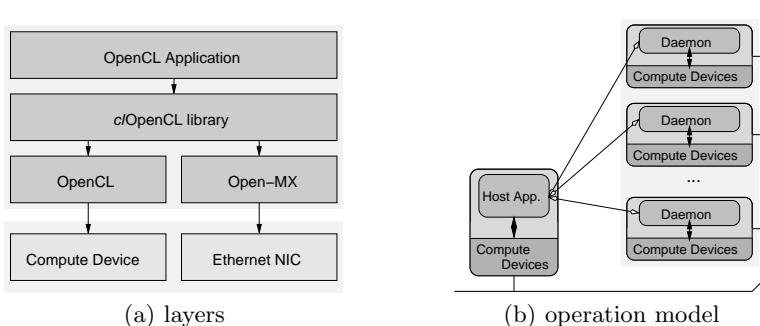 OpenCL Application
clOpenCL library
OpenCL
Open–MX
Compute Device
Ethernet NIC
(a) layers
Daemon
Compute Devices
Daemon
Compute Devices
...
Host App.
Compute
Devices
Daemon
Compute Devices
(b) operation model